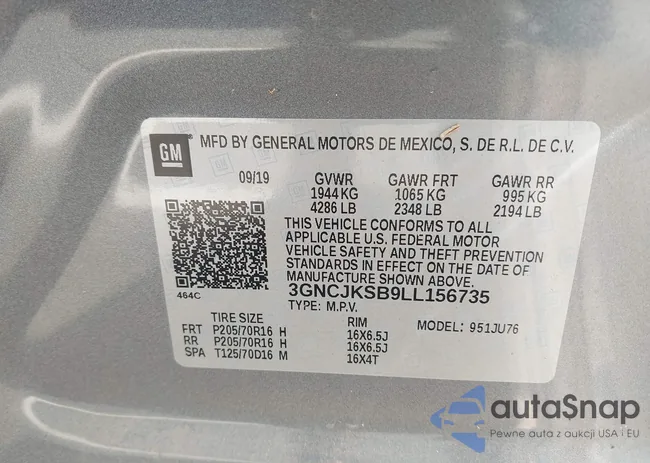 GM
MFD BY GENERAL MOTORS DE MEXICO, S. DE R.L. DE C.V.
09/19 GVWR GAWR FRT GAWR RR
1944 KG 1065 KG 995 KG
4286 LB 2348 LB 2194 LB
THIS VEHICLE CONFORMS TO ALL
APPLICABLE U.S. FEDERAL MOTOR
VEHICLE SAFETY AND THEFT PREVENTION
STANDARDS IN EFFECT ON THE DATE OF
MANUFACTURE SHOWN ABOVE.
464C
3GNCJKSB9LL156735
TYPE: M.P.V.
TIRE SIZE RIM MODEL: 951JU76
FRT P205/70R16 H 16X6.5J
RR P205/70R16 H 16X6.5J
SPA T125/70D16 M 16X4T
autaSnap
Pewne auta z aukcji USA i EU